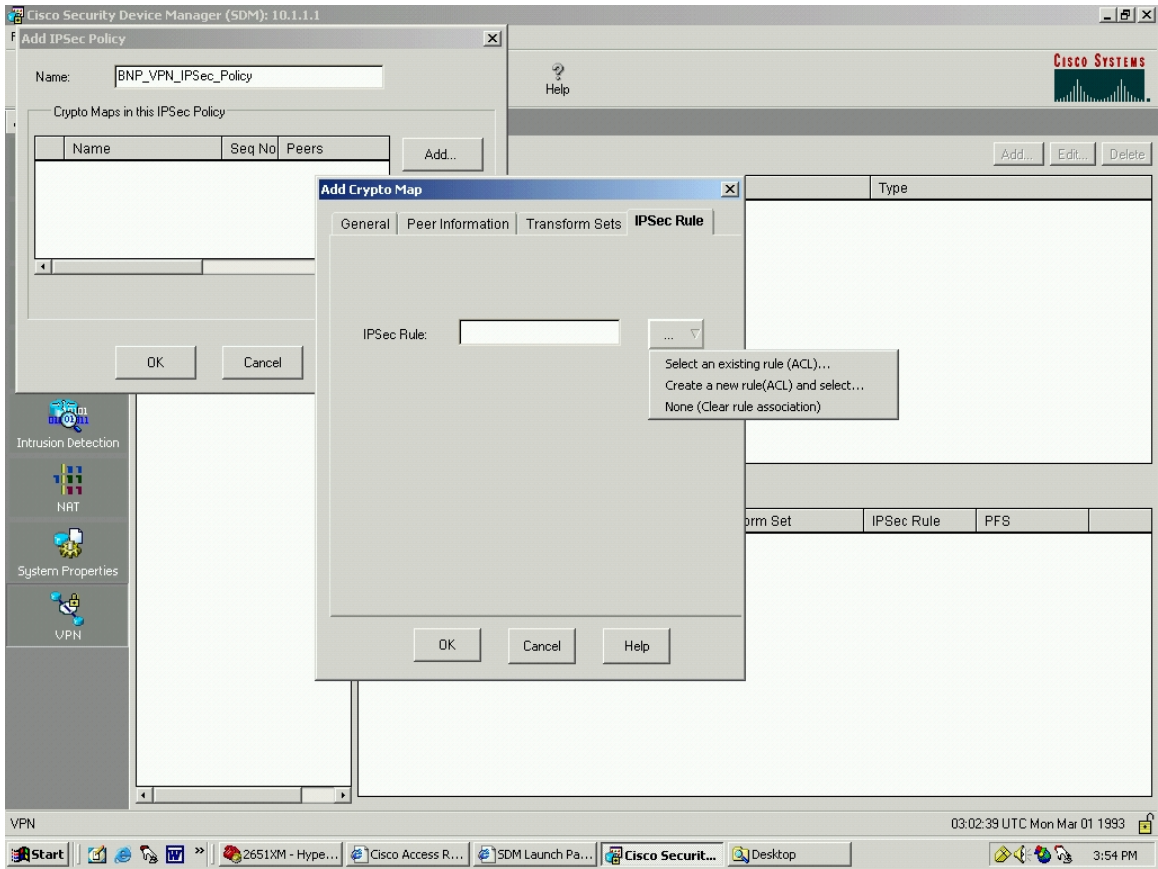 Cisco Security Device Manager (SDM): 10.1.1.1
F
Add IPSec Policy
Name: BNP_VPN_IPSec_Policy
Help
CISCO SYSTEMS
Crypto Maps in this IPSec Policy
Name Seq No Peers
Add...
Add... Edit... Delete
Type
OK Cancel
Add Crypto Map
General Peer Information Transform Sets IPSec Rule
IPSec Rule: ...
Select an existing rule (ACL)...
Create a new rule(ACL) and select...
None (Clear rule association)
OK Cancel Help
Intrusion Detection
NAT
System Properties
VPN
orm Set IPSec Rule PFS
VPN 03:02:39 UTC Mon Mar 01 1993
Start » 2651XM - Hype... Cisco Access R... SDM Launch Pa... Cisco Securit... Desktop 3:54 PM